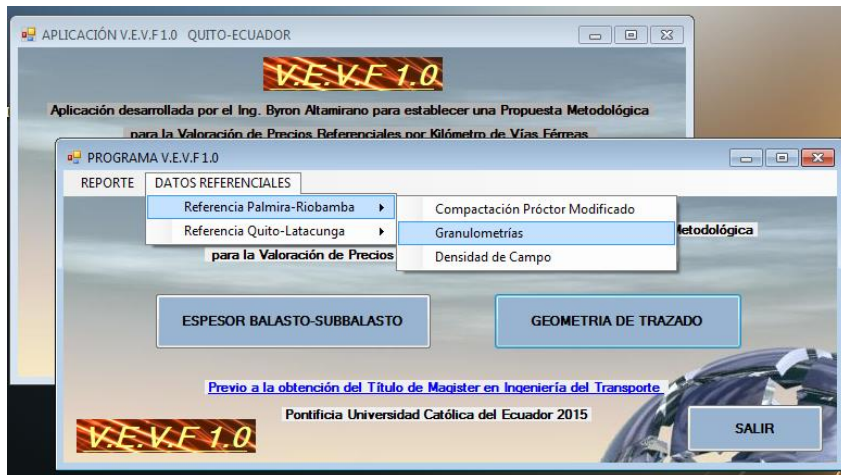 APLICACIÓN V.E.V.F 1.0 QUITO-ECUADOR
V.E.V.F 1.0
Aplicación desarrollada por el Ing. Byron Altamirano para establecer una Propuesta Metodológica
para la Valoración de Precios Referenciales por Kilómetro de Vías Férreas
PROGRAMA V.E.V.F 1.0
REPORTE DATOS REFERENCIALES
Referencia Palmira-Riobamba
Referencia Quito-Latacunga
Compactación Próctor Modificado
Granulometrías
Densidad de Campo
Metodológica
para la Valoración de Precios
ESPESOR BALASTO-SUBBALASTO
GEOMETRIA DE TRAZADO
Previo a la obtención del Título de Magister en Ingeniería del Transporte
Pontificia Universidad Católica del Ecuador 2015
V.E.V.F 1.0
SALIR